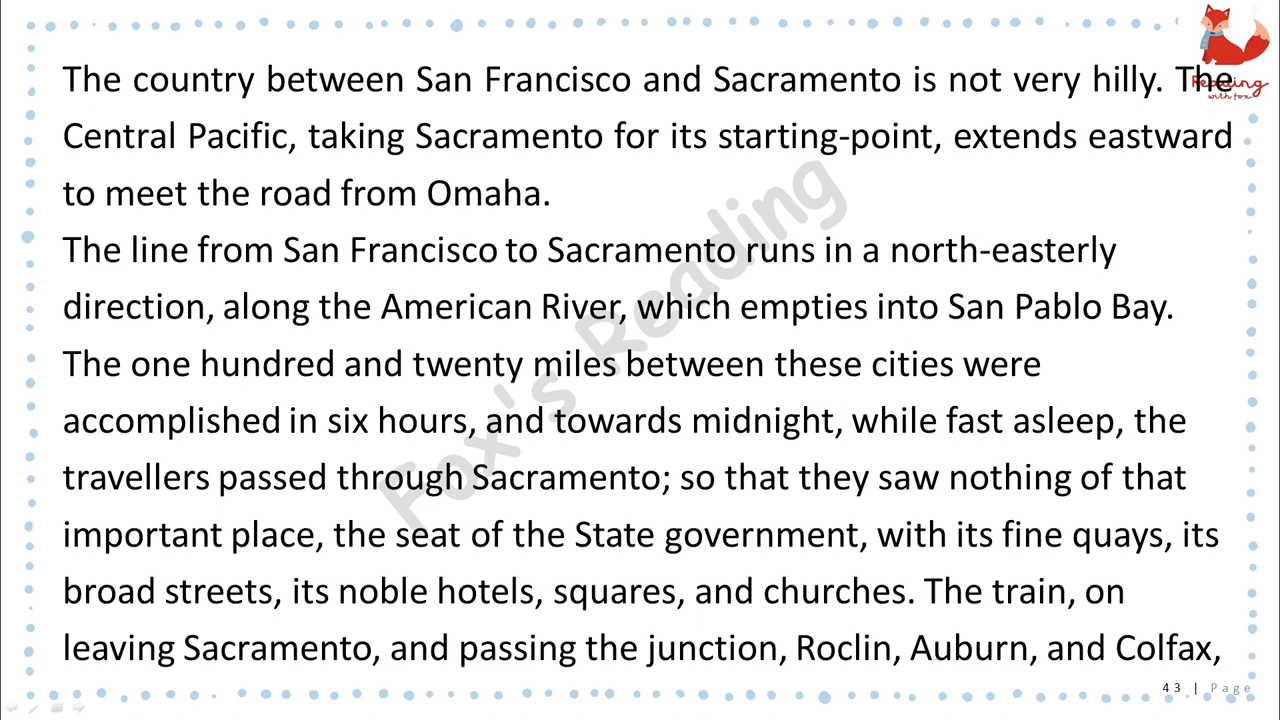 Reading
with fox
The country between San Francisco and Sacramento is not very hilly. The
Central Pacific, taking Sacramento for its starting-point, extends eastward
to meet the road from Omaha.
The line from San Francisco to Sacramento runs in a north-easterly
direction, along the American River, which empties into San Pablo Bay.
The one hundred and twenty miles between these cities were
accomplished in six hours, and towards midnight, while fast asleep, the
travellers passed through Sacramento; so that they saw nothing of that
important place, the seat of the State government, with its fine quays, its
broad streets, its noble hotels, squares, and churches. The train, on
leaving Sacramento, and passing the junction, Roclin, Auburn, and Colfax,
Fox's Reading
43 | Page